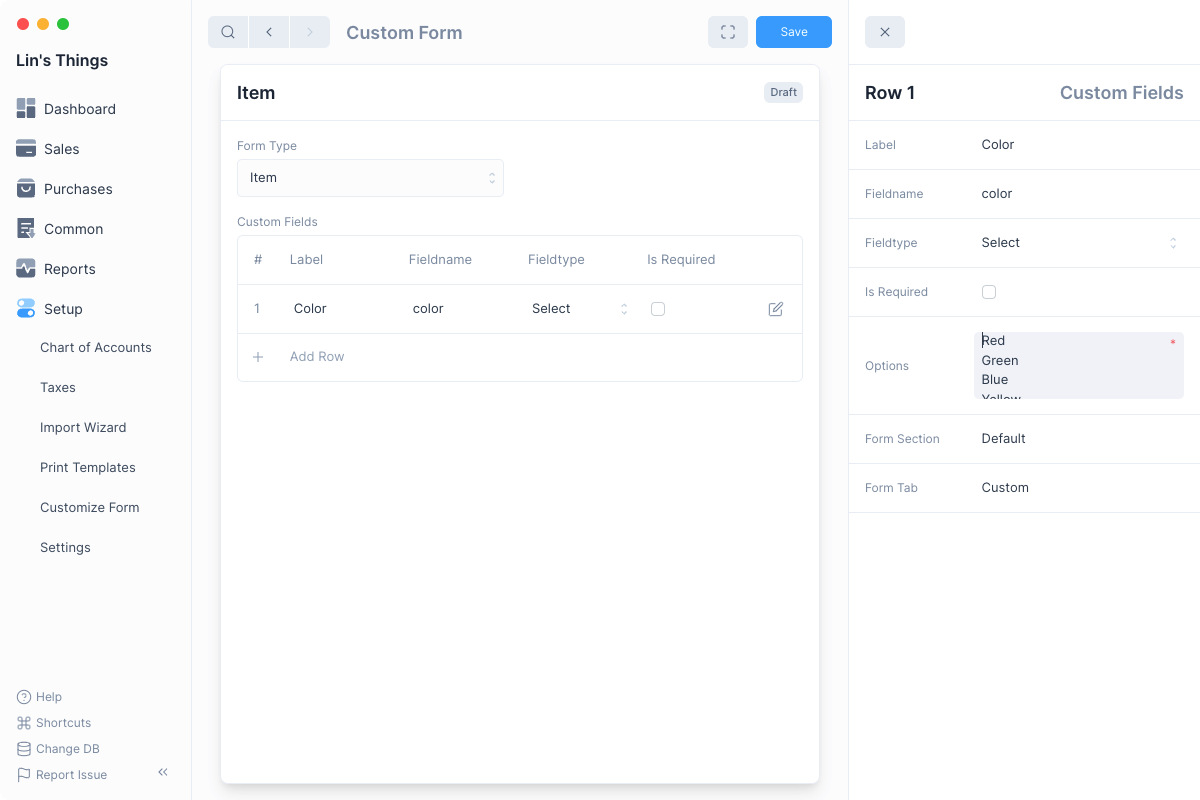 Lin's Things
Dashboard
Sales
Purchases
Common
Reports
Setup
Chart of Accounts
Taxes
Import Wizard
Print Templates
Customize Form
Settings
Help
Shortcuts
Change DB
Report Issue
Custom Form
Save
Item
Draft
Form Type
Item
Custom Fields
# Label Fieldname Fieldtype Is Required
1 Color color Select
Add Row
Row 1 Custom Fields
Label Color
Fieldname color
Fieldtype Select
Is Required
Options
Red *
Green
Blue
Yellow
Form Section Default
Form Tab Custom